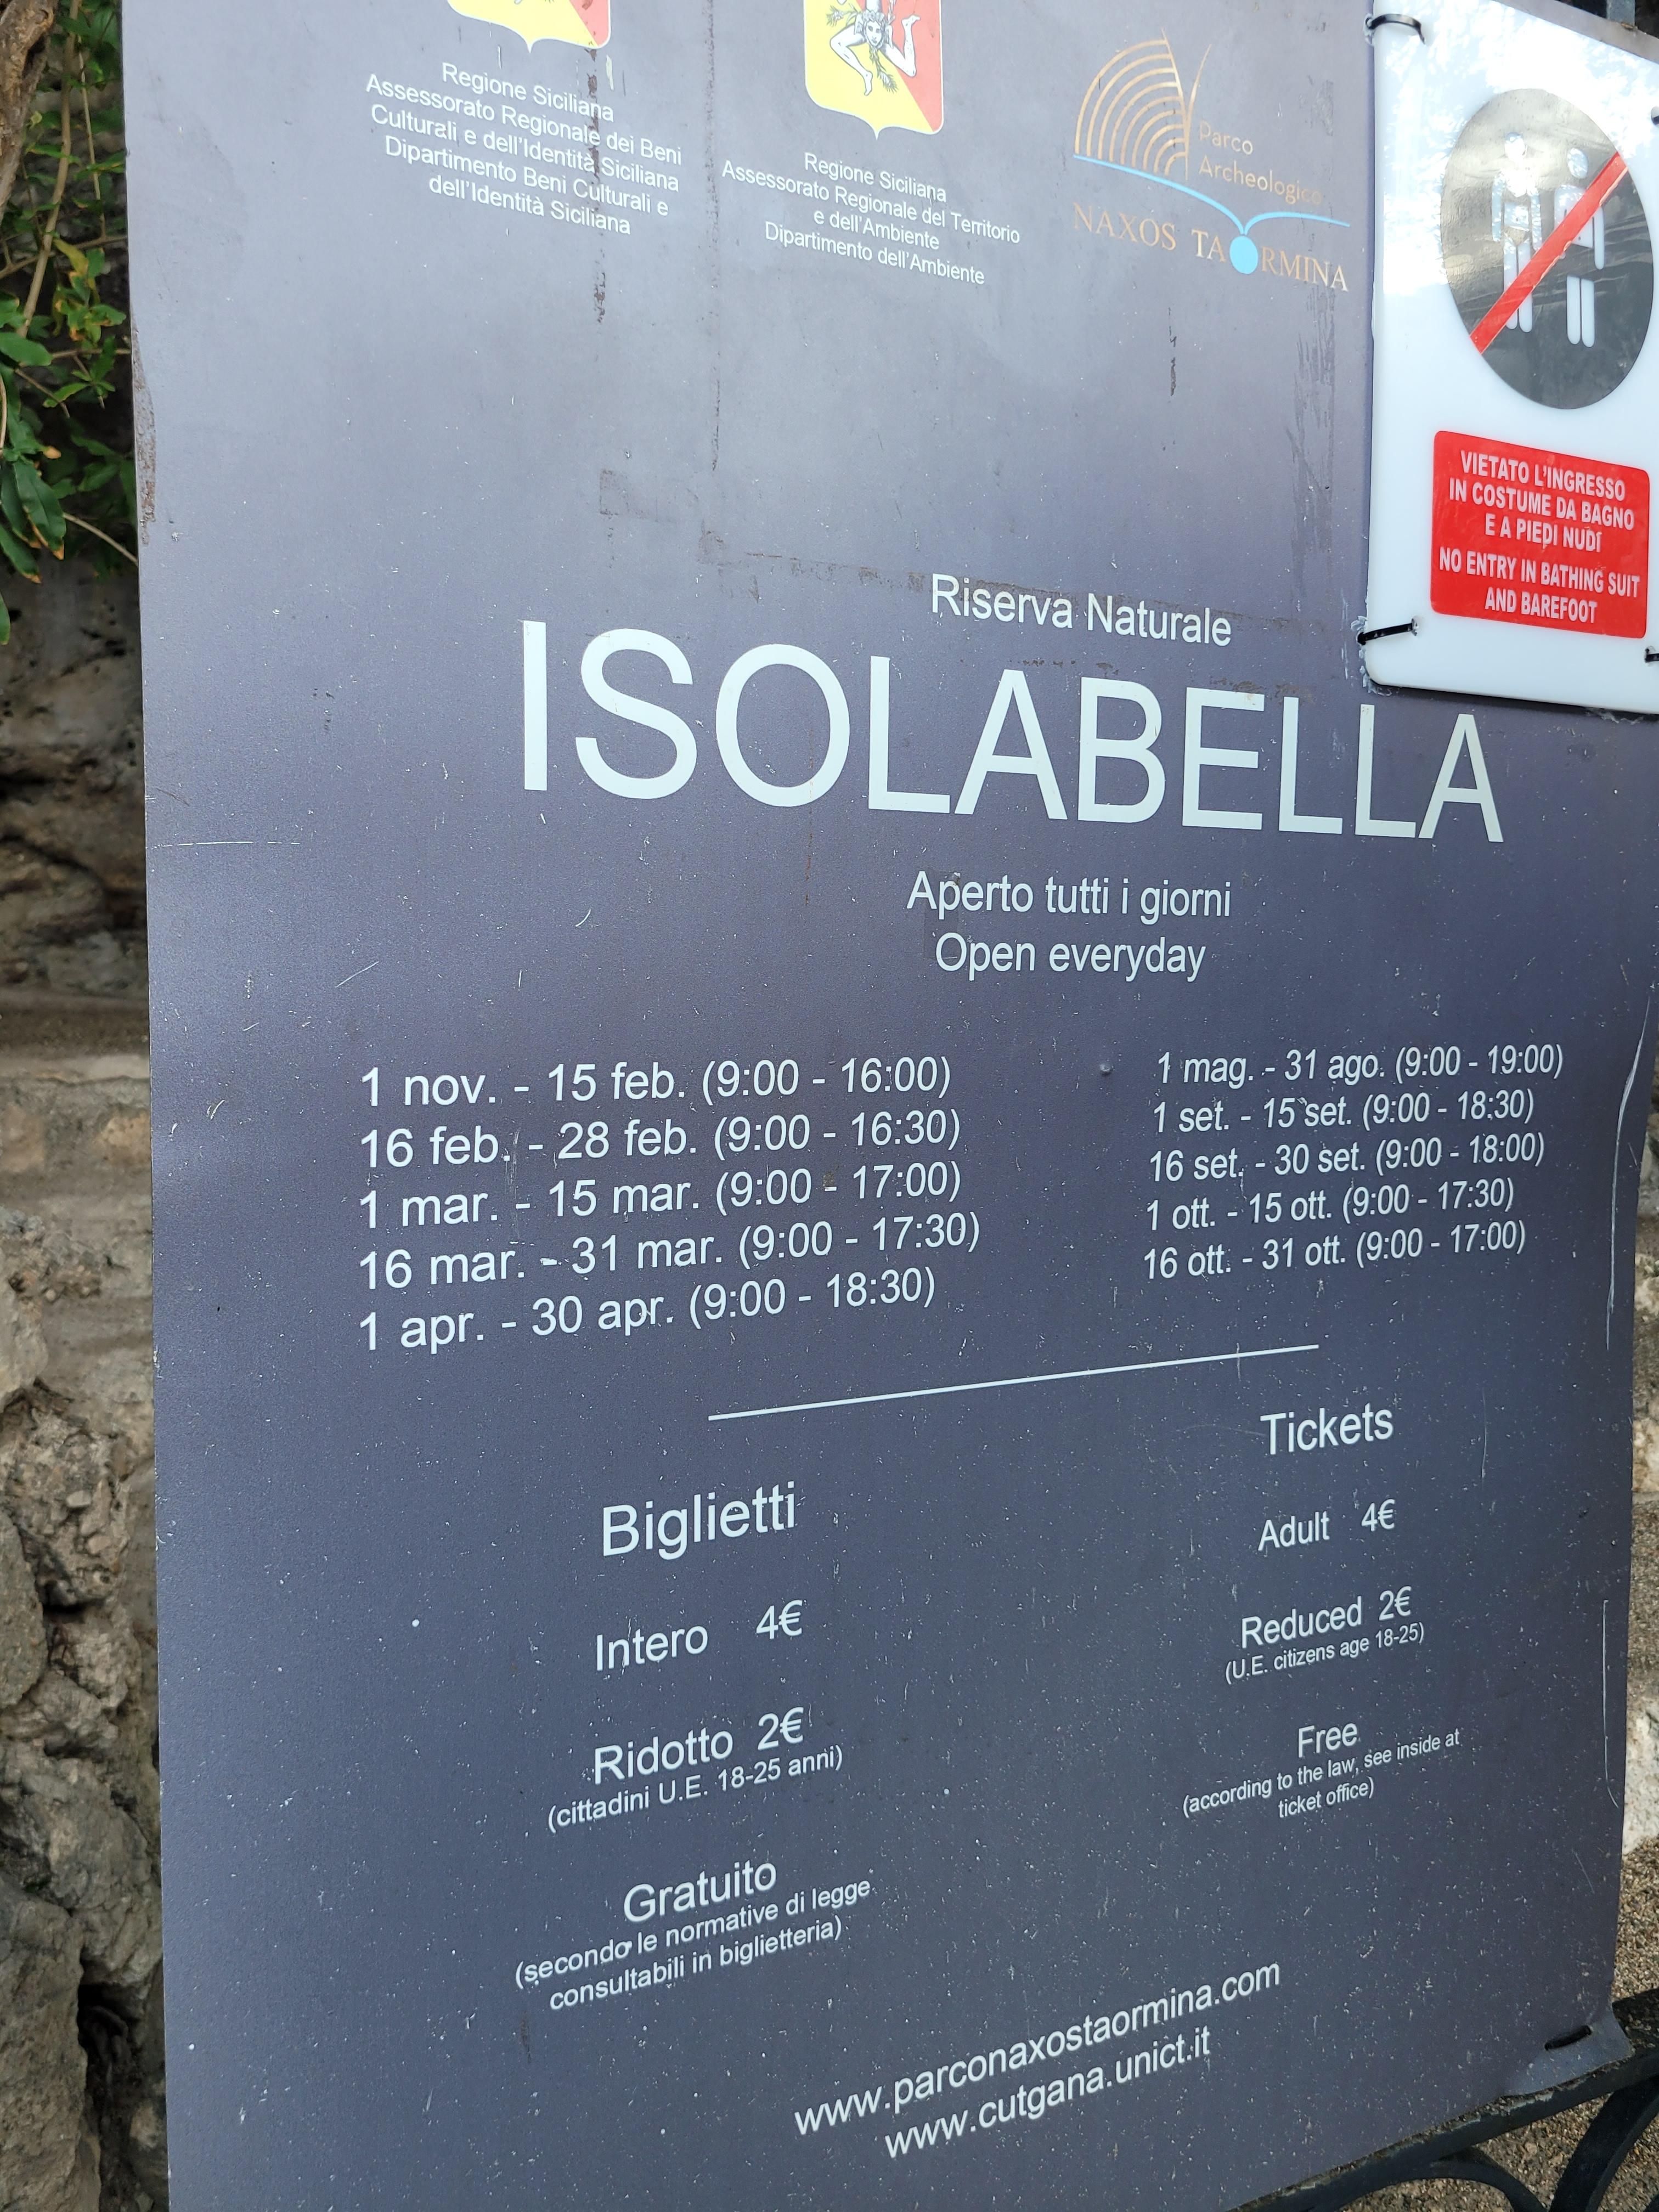 Regione Siciliana
Assessorato Regionale dei Beni
Culturali e dell'Identità Siciliana
Dipartimento Beni Culturali e
dell'Identità Siciliana
Regione Siciliana
Assessorato Regionale del Territorio
e dell'Ambiente
Dipartimento dell'Ambiente
Parco
Archeologico
NAXOS TAORMINA
VIETATO L'INGRESSO
IN COSTUME DA BAGNO
E A PIEDI NUDI
NO ENTRY IN BATHING SUIT
AND BAREFOOT
Riserva Naturale
ISOLABELLA
Aperto tutti i giorni
Open everyday
1 nov. - 15 feb. (9:00 - 16:00)
16 feb. - 28 feb. (9:00 - 16:30)
1 mar. - 15 mar. (9:00 - 17:00)
16 mar. - 31 mar. (9:00 - 17:30)
1 apr. - 30 apr. (9:00 - 18:30)
1 mag. - 31 ago. (9:00 - 19:00)
1 set. - 15 set. (9:00 - 18:30)
16 set. - 30 set. (9:00 - 18:00)
1 ott. - 15 ott. (9:00 - 17:30)
16 ott. - 31 ott. (9:00 - 17:00)
Biglietti
Intero 4€
Ridotto 2€
(cittadini U.E. 18-25 anni)
Gratuito
(secondo le normative di legge
consultabili in biglietteria)
Tickets
Adult 4€
Reduced 2€
(U.E. citizens age 18-25)
Free
(according to the law, see inside at
ticket office)
www.parconaxostaormina.com
www.cutgana.unict.it